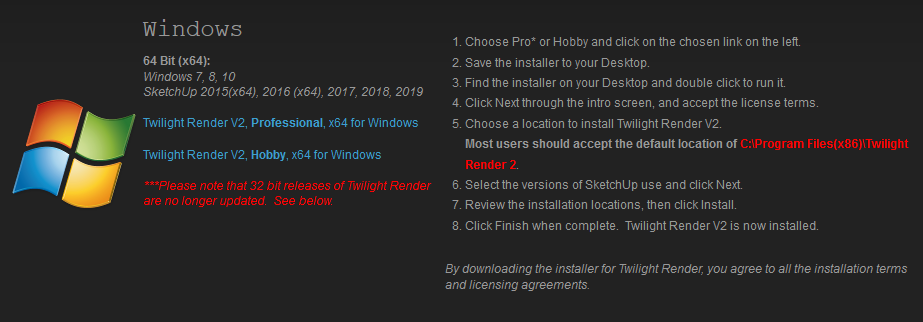 Windows
64 Bit (x64):
Windows 7, 8, 10
SketchUp 2015(x64), 2016 (x64), 2017, 2018, 2019
Twilight Render V2, Professional, x64 for Windows
Twilight Render V2, Hobby, x64 for Windows
***Please note that 32 bit releases of Twilight Render
are no longer updated.  See below.
1. Choose Pro* or Hobby and click on the chosen link on the left.
2. Save the installer to your Desktop.
3. Find the installer on your Desktop and double click to run it.
4. Click Next through the intro screen, and accept the license terms.
5. Choose a location to install Twilight Render V2.
Most users should accept the default location of C:\Program Files(x86)\Twilight
Render 2.
6. Select the versions of SketchUp use and click Next.
7. Review the installation locations, then click Install.
8. Click Finish when complete.  Twilight Render V2 is now installed.
By downloading the installer for Twilight Render, you agree to all the installation terms
and licensing agreements.